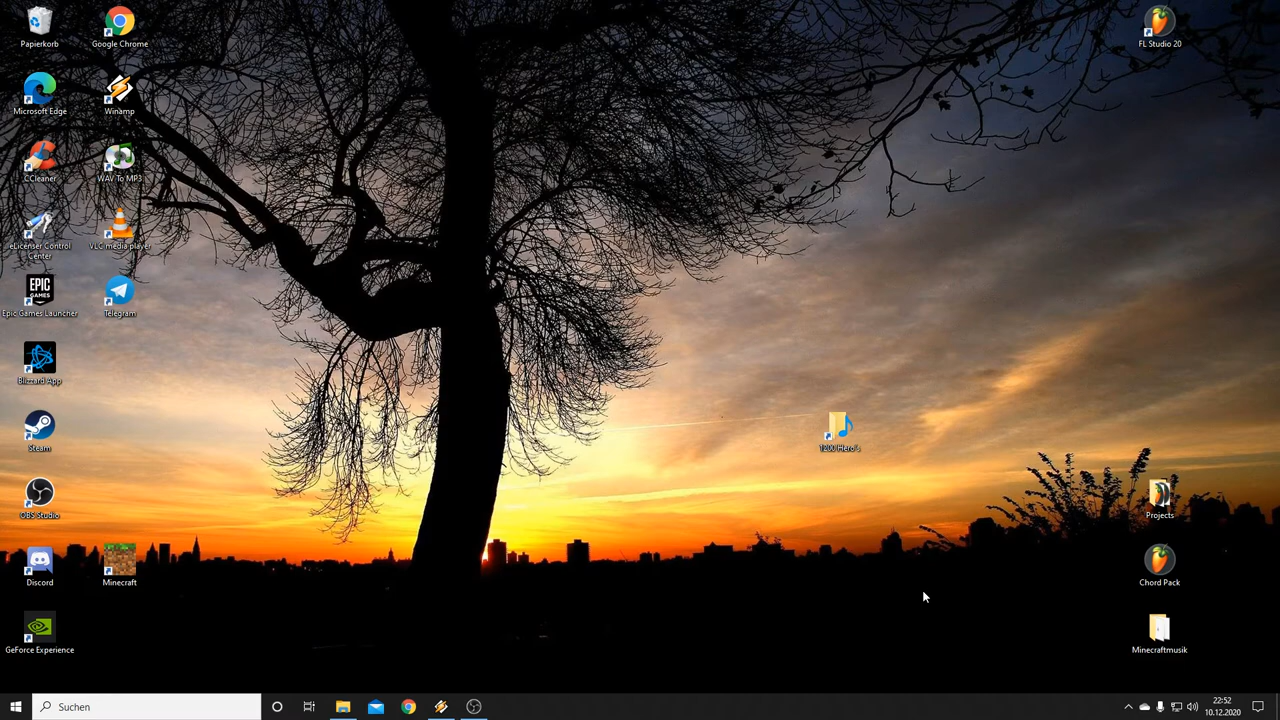 Papierkorb
Google Chrome
FL Studio 20
Microsoft Edge
Winamp
CCleaner
WAV To MP3
eLicenser Control
Center
VLC media player
EPIC
GAMES
Epic Games Launcher
Telegram
Blizzard App
Steam
1800 Hero's
OBS Studio
Projects
Discord
Minecraft
Chord Pack
GeForce Experience
Minecraftmusik
Suchen
22:52
10.12.2020